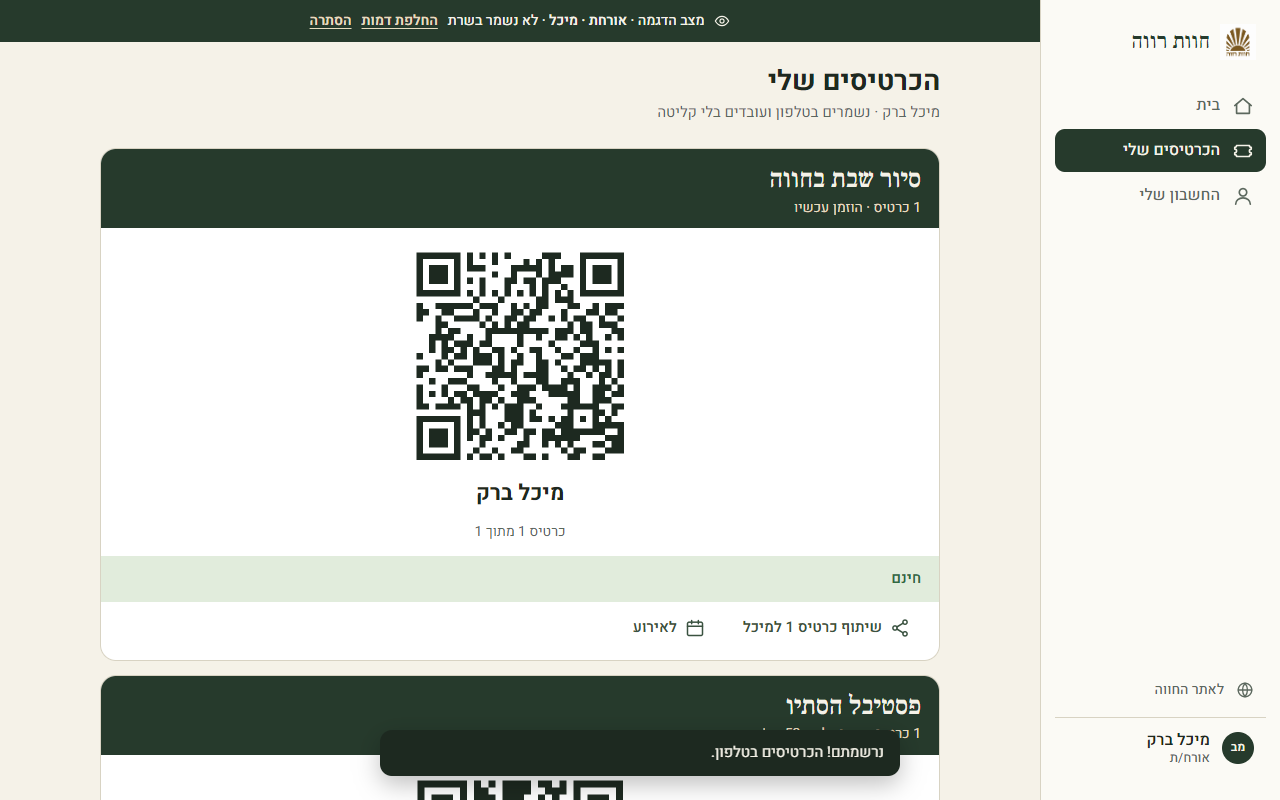 מצב הדגמה · אורחת · מיכל · לא נשמר בשרת החלפת דמות הסתרה
חוות רווה
בית
הכרטיסים שלי
החשבון שלי
לאתר החווה
מב
מיכל ברק
אורח/ת
הכרטיסים שלי
מיכל ברק · נשמרים בטלפון ועובדים בלי קליטה
סיור שבת בחווה
1 כרטיס · הוזמן עכשיו
מיכל ברק
כרטיס 1 מתוך 1
חינם
שיתוף כרטיס 1 למיכל
לאירוע
פסטיבל הסתיו
נרשמתם! הכרטיסים בטלפון.